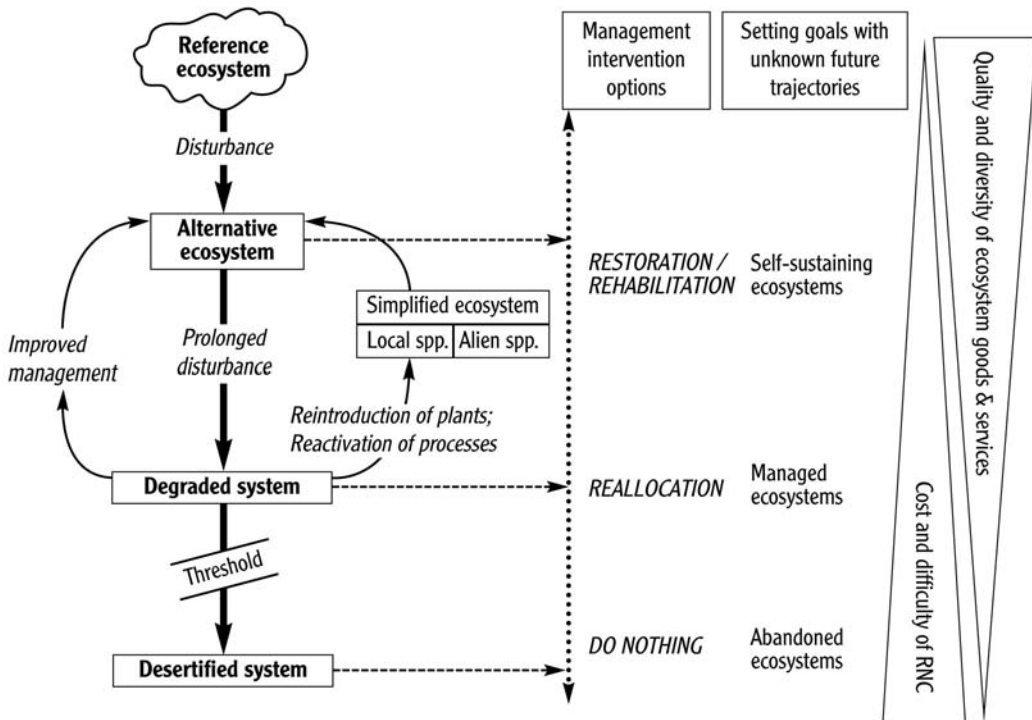 Reference
ecosystem
Disturbance
Alternative
ecosystem
Improved
management
Prolonged
disturbance
Simplified ecosystem
Local spp.
Alien spp.
Reintroduction of plants;
Reactivation of processes
Degraded system
Threshold
Desertified system
Management
intervention
options
Setting goals with
unknown future
trajectories
RESTORATION /
REHABILITATION
Self-sustaining
ecosystems
REALLOCATION
Managed
ecosystems
DO NOTHING
Abandoned
ecosystems
Cost and difficulty of RNC
Quality and diversity of ecosystem goods & services